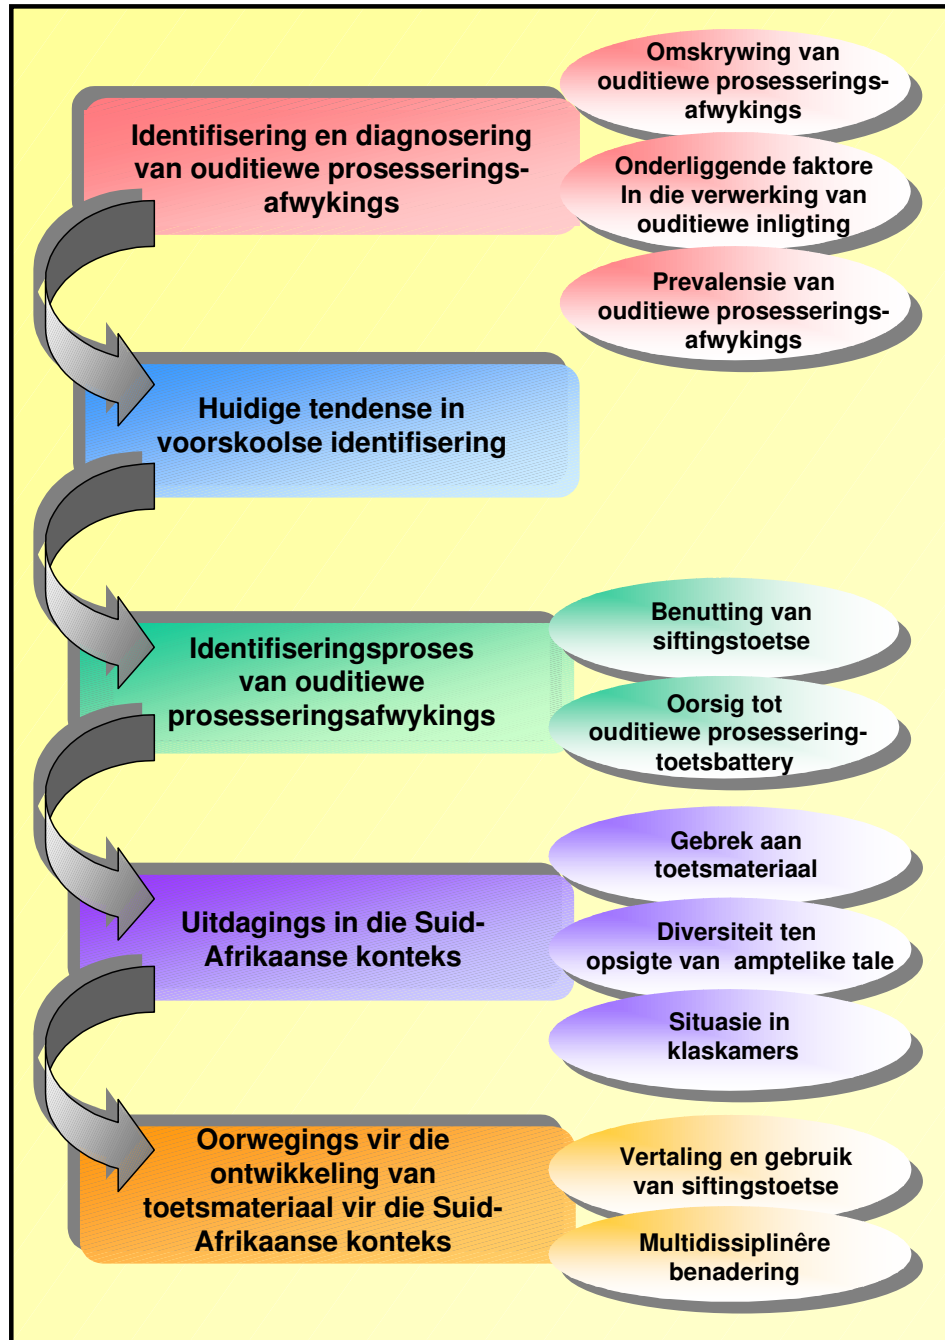 Identifisering en diagnosering
van ouditiewe prosesserings-
afwykings
Omskrywing van
ouditiewe prosesserings-
afwykings
Onderliggende faktore
In die verwerking van
ouditiewe inligting
Prevalensie van
ouditiewe prosesserings-
afwykings
Huidige tendense in
voorskoolse identifisering
Identifiseringsproses
van ouditiewe
prosesseringsafwykings
Benutting van
siftingstoetse
Oorsig tot
ouditiewe prosessering-
toetsbattery
Uitdagings in die Suid-
Afrikaanse konteks
Gebrek aan
toetsmateriaal
Diversiteit ten
opsigte van amptelike tale
Situasie in
klaskamers
Oorwegings vir die
ontwikkeling van
toetsmateriaal vir die Suid-
Afrikaanse konteks
Vertaling en gebruik
van siftingstoetse
Multidissiplinêre
benadering